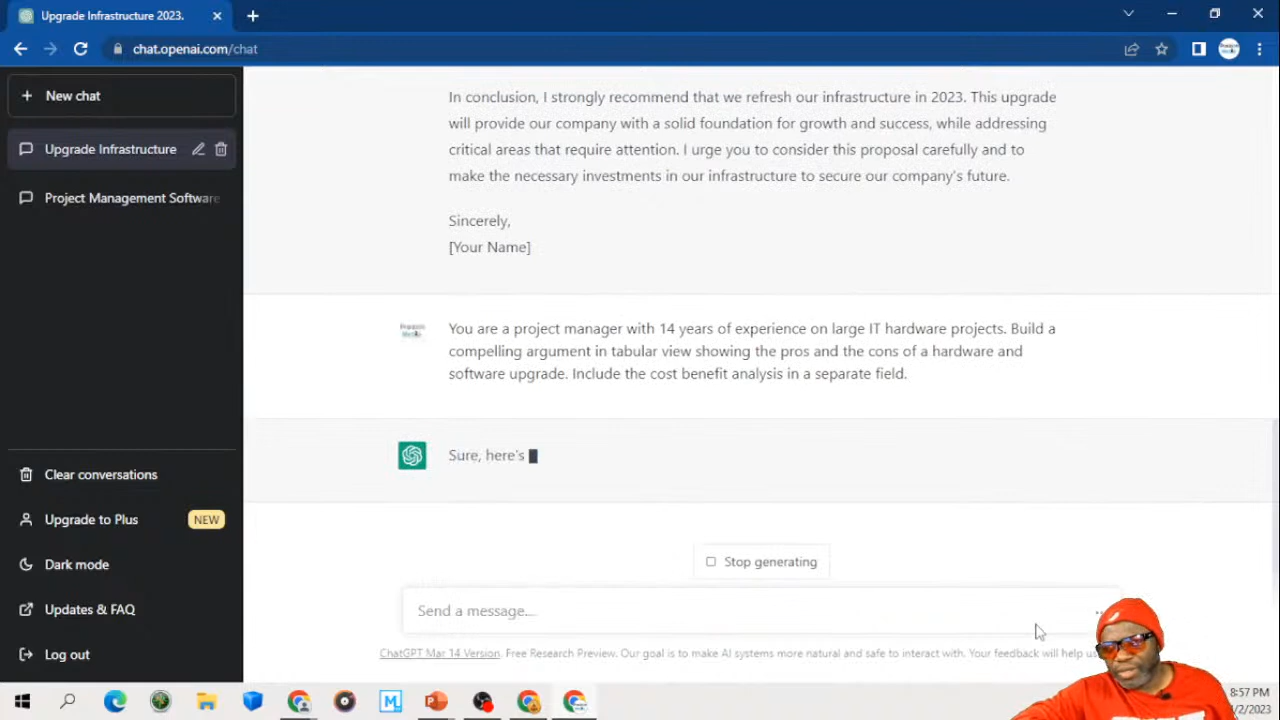 Upgrade Infrastructure 2023.
chat.openai.com/chat
New chat
Upgrade Infrastructure
Project Management Software
Clear conversations
Upgrade to Plus
NEW
Dark mode
Updates & FAQ
Log out
In conclusion, I strongly recommend that we refresh our infrastructure in 2023. This upgrade
will provide our company with a solid foundation for growth and success, while addressing
critical areas that require attention. I urge you to consider this proposal carefully and to
make the necessary investments in our infrastructure to secure our company's future.
Sincerely,
[Your Name]
You are a project manager with 14 years of experience on large IT hardware projects. Build a
compelling argument in tabular view showing the pros and the cons of a hardware and
software upgrade. Include the cost benefit analysis in a separate field.
Sure, here's
Stop generating
Send a message...
ChatGPT Mar 14 Version. Free Research Preview. Our goal is to make AI systems more natural and safe to interact with. Your feedback will help us
8:57 PM
/2/2023